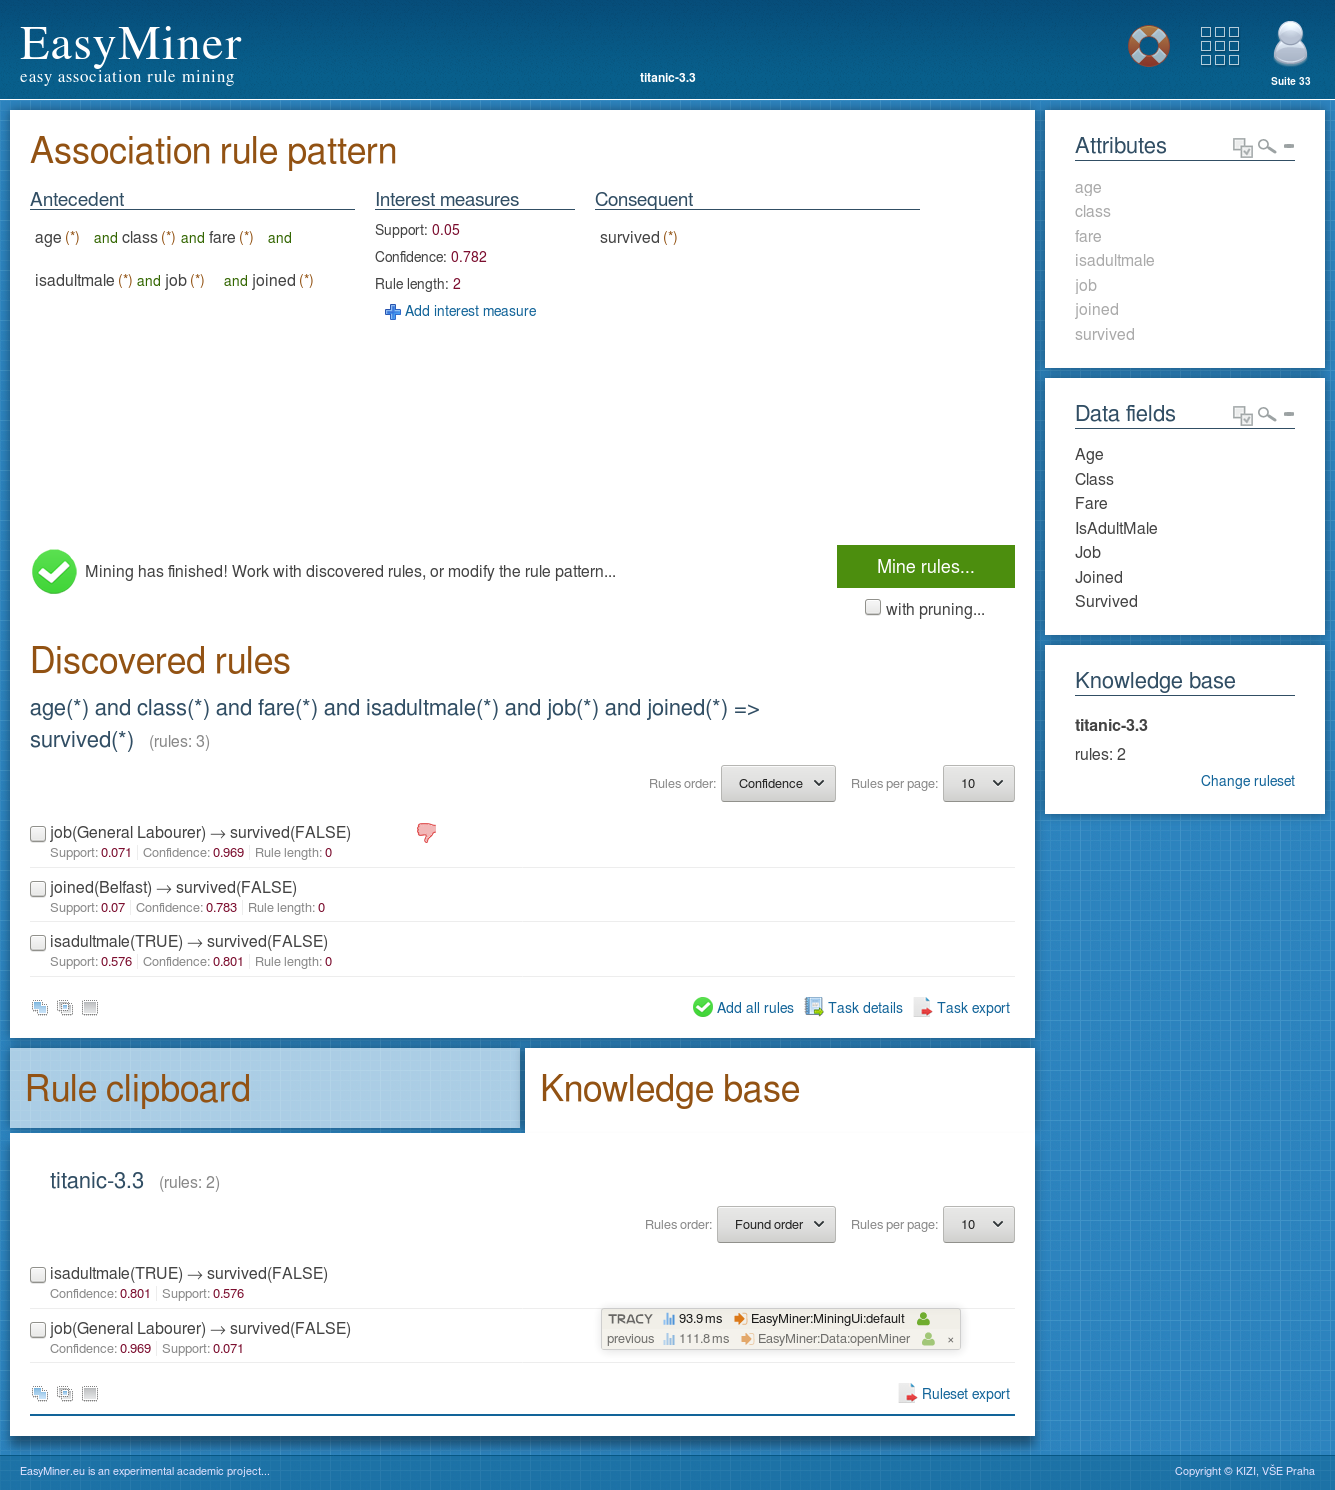 EasyMiner
easy association rule mining
titanic-3.3
Suite 33
Association rule pattern
Antecedent
age (*) and class (*) and fare (*) and
isadultmale (*) and job (*) and joined (*)
Interest measures
Support: 0.05
Confidence: 0.782
Rule length: 2
Add interest measure
Consequent
survived (*)
Mining has finished! Work with discovered rules, or modify the rule pattern...
Mine rules...
with pruning...
Discovered rules
age(*) and class(*) and fare(*) and isadultmale(*) and job(*) and joined(*) =>
survived(*) (rules: 3)
Rules order: Confidence Rules per page: 10
job(General Labourer) → survived(FALSE)
Support: 0.071 Confidence: 0.969 Rule length: 0
joined(Belfast) → survived(FALSE)
Support: 0.07 Confidence: 0.783 Rule length: 0
isadultmale(TRUE) → survived(FALSE)
Support: 0.576 Confidence: 0.801 Rule length: 0
Add all rules Task details Task export
Rule clipboard
Knowledge base
titanic-3.3 (rules: 2)
Rules order: Found order Rules per page: 10
isadultmale(TRUE) → survived(FALSE)
Confidence: 0.801 Support: 0.576
job(General Labourer) → survived(FALSE)
Confidence: 0.969 Support: 0.071
TRACY 93.9 ms EasyMiner:MiningUi:default
previous 111.8 ms EasyMiner:Data:openMiner ×
Ruleset export
Attributes
age
class
fare
isadultmale
job
joined
survived
Data fields
Age
Class
Fare
IsAdultMale
Job
Joined
Survived
Knowledge base
titanic-3.3
rules: 2
Change ruleset
EasyMiner.eu is an experimental academic project...
Copyright © KIZI, VŠE Praha